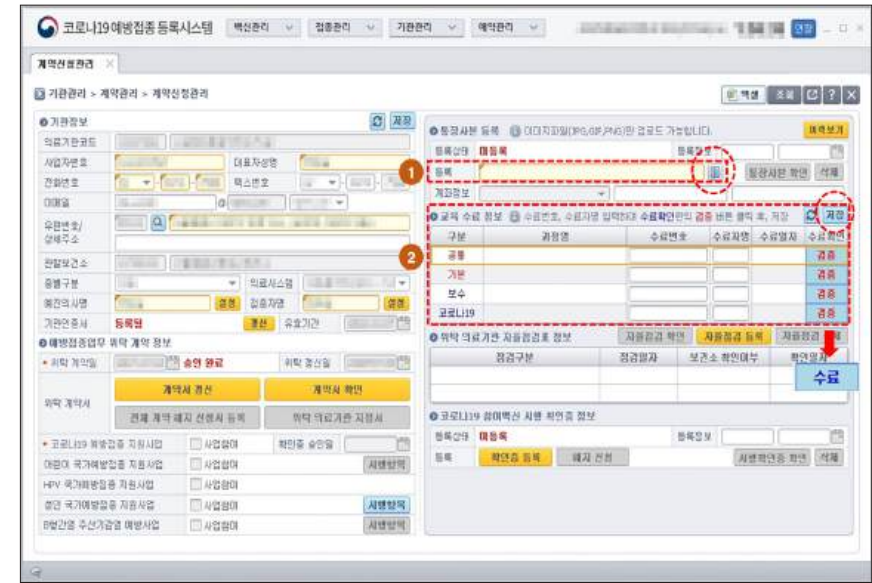 코로나19예방접종 등록시스템 백신관리 접종관리 기관관리 예약관리 연장
계약신청관리
기관관리 > 계약관리 > 계약신청관리 엑셀 조회 ?
기관정보 저장
의료기관코드
사업자번호 대표자성명
전화번호 팩스번호
이메일 @
우편번호/
상세주소
관할보건소
종별구분 의료시스템
예진의사명 설정 접종자명 설정
기관인증서 등록됨 갱신 유효기간
예방접종업무 위탁 계약 정보
• 위탁 계약일 승인 완료 위탁 갱신일
위탁 계약서 계약서 갱신 계약서 확인
전체 계약 해지 신청서 등록 위탁 의료기관 지정서
• 코로나19 예방접종 지원사업 사업참여 확인증 승인일
어린이 국가예방접종 지원사업 사업참여 시행항목
HPV 국가예방접종 지원사업 사업참여
성인 국가예방접종 지원사업 사업참여 시행항목
B형간염 주산기감염 예방사업 사업참여 시행항목
통장사본 등록 이미지파일(JPG,GIF,PNG)만 업로드 가능합니다. 이력보기
등록상태 미등록 등록정보
1 등록 통장사본 확인 삭제
계좌정보
교육 수료 정보 수료번호, 수료자명 입력하여 수료확인란의 검증 버튼 클릭 후, 저장 저장
2
구분 과정명 수료번호 수료자명 수료일자 수료확인
공통 검증
기본 검증
보수 검증
코로나19 검증
위탁 의료기관 자율점검표 정보 자율점검 확인 자율점검 등록 자율점검
점검구분 점검일자 보건소 확인여부 확인일자
수료
코로나19 참여백신 시행 확인증 정보
등록상태 미등록 등록정보
등록 확인증 등록 해지 신청 시행확인증 확인 삭제